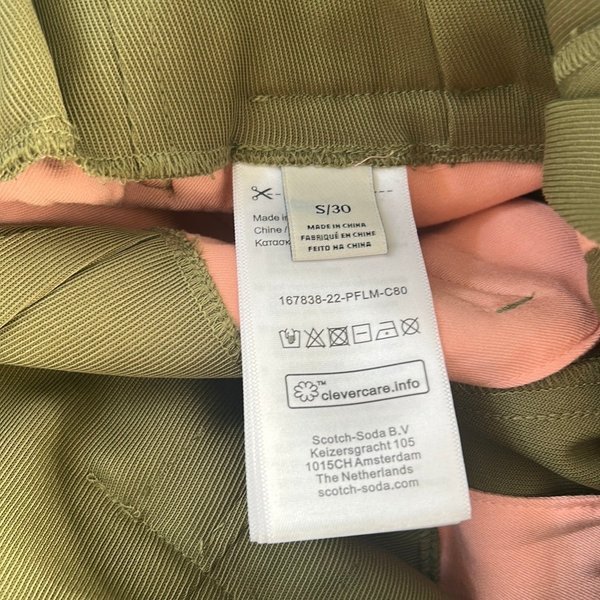 S/30
MADE IN CHINA
FABRIQUÉ EN CHINE
FEITO NA CHINA
Made in
Chine /
Κατασκ
167838-22-PFLM-C80
clevercare.info
Scotch-Soda B.V
Keizersgracht 105
1015CH Amsterdam
The Netherlands
scotch-soda.com